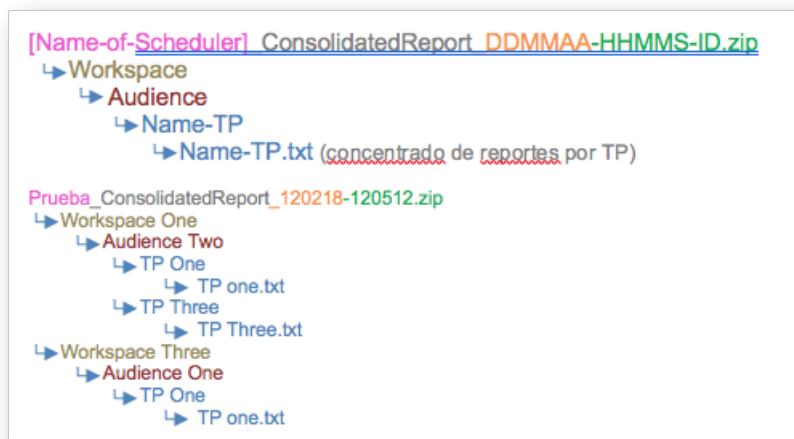 [Name-of-Scheduler]_ConsolidatedReport_DDMMAA-HHMMS-ID.zip
Workspace
Audience
Name-TP
Name-TP.txt (concentrado de reportes por TP)
Prueba_ConsolidatedReport_120218-120512.zip
Workspace One
Audience Two
TP One
TP one.txt
TP Three
TP Three.txt
Workspace Three
Audience One
TP One
TP one.txt